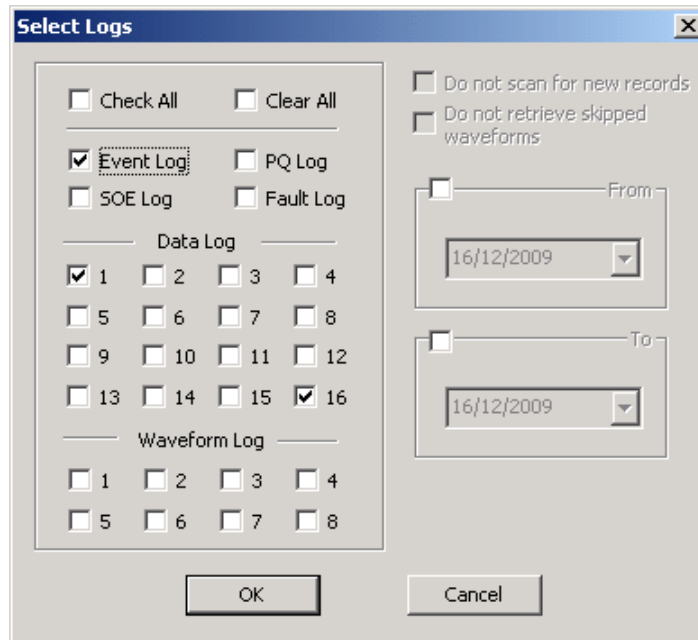 Select Logs
Check All Clear All
Event Log PQ Log
SOE Log Fault Log
Data Log
1 2 3 4
5 6 7 8
9 10 11 12
13 14 15 16
Waveform Log
1 2 3 4
5 6 7 8
Do not scan for new records
Do not retrieve skipped
waveforms
From
16/12/2009
To
16/12/2009
OK Cancel